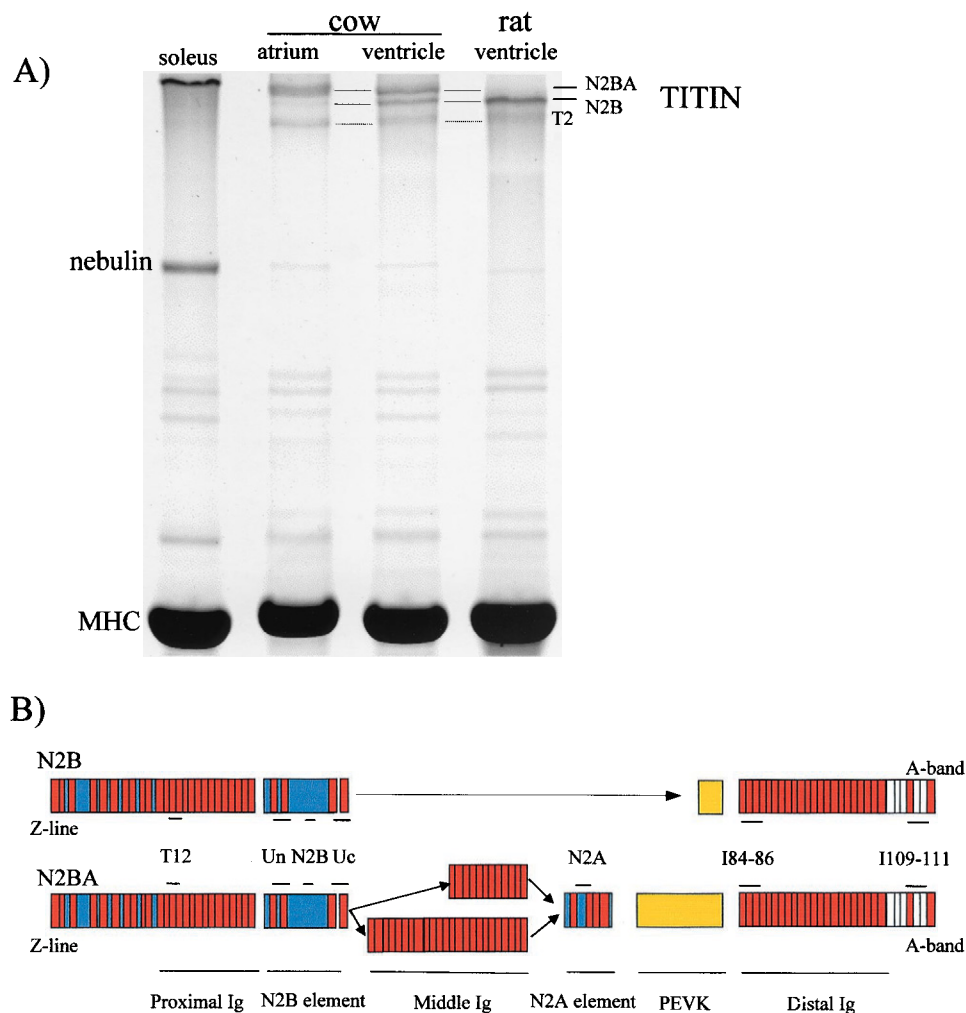 A)
cow
rat
soleus
atrium
ventricle
ventricle
N2BA
N2B
T2
TITIN
nebulin
MHC
B)
N2B
A-band
Z-line
T12
Un N2B Uc
N2A
I84-86
I109-111
N2BA
Z-line
A-band
Proximal Ig
N2B element
Middle Ig
N2A element
PEVK
Distal Ig